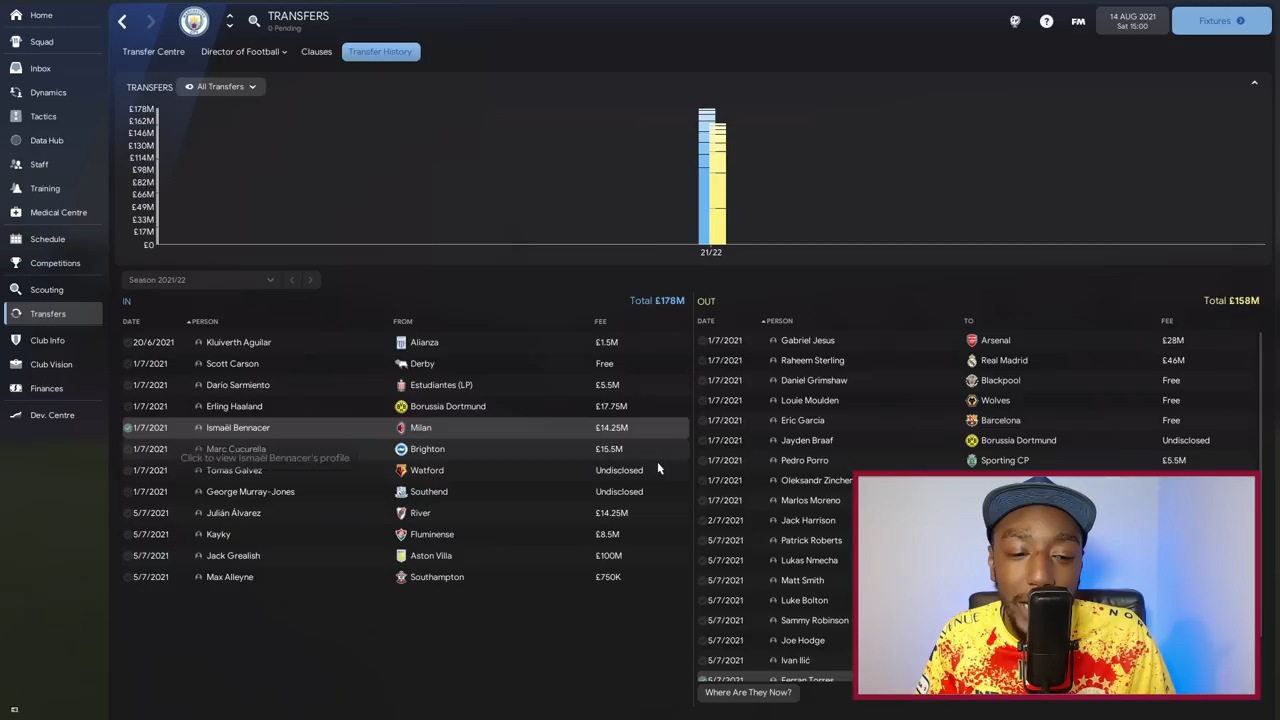 Home
Squad
Inbox
Dynamics
Tactics
Data Hub
Staff
Training
Medical Centre
Schedule
Competitions
Scouting
Transfers
Club Info
Club Vision
Finances
Dev. Centre
TRANSFERS
0 Pending
? FM 14 AUG 2021
Sat 15:00
Fixtures
Transfer Centre Director of Football Clauses Transfer History
TRANSFERS All Transfers
£178M
£162M
£146M
£130M
£114M
£98M
£82M
£66M
£49M
£33M
£17M
£0
21/22
Season 2021/22
IN Total £178M
DATE PERSON FROM FEE
20/6/2021 Kluiverth Aguilar Alianza £1.5M
1/7/2021 Scott Carson Derby Free
1/7/2021 Darío Sarmiento Estudiantes (LP) £5.5M
1/7/2021 Erling Haaland Borussia Dortmund £17.75M
1/7/2021 Ismaël Bennacer Milan £14.25M
1/7/2021 Marc Cucurella Brighton £15.5M
Click to view Ismaël Bennacer's profile
1/7/2021 Tomas Galvez Watford Undisclosed
1/7/2021 George Murray-Jones Southend Undisclosed
5/7/2021 Julián Álvarez River £14.25M
5/7/2021 Kayky Fluminense £8.5M
5/7/2021 Jack Grealish Aston Villa £100M
5/7/2021 Max Alleyne Southampton £750K
OUT Total £158M
DATE PERSON TO FEE
1/7/2021 Gabriel Jesus Arsenal £28M
1/7/2021 Raheem Sterling Real Madrid £46M
1/7/2021 Daniel Grimshaw Blackpool Free
1/7/2021 Louie Moulden Wolves Free
1/7/2021 Eric García Barcelona Free
1/7/2021 Jayden Braaf Borussia Dortmund Undisclosed
1/7/2021 Pedro Porro Sporting CP £5.5M
1/7/2021 Oleksandr Zinchen
1/7/2021 Marlos Moreno
2/7/2021 Jack Harrison
5/7/2021 Patrick Roberts
5/7/2021 Lukas Nmecha
5/7/2021 Matt Smith
5/7/2021 Luke Bolton
5/7/2021 Sammy Robinson
5/7/2021 Joe Hodge
5/7/2021 Ivan Ilić
5/7/2021 Ferran Torres
Where Are They Now?